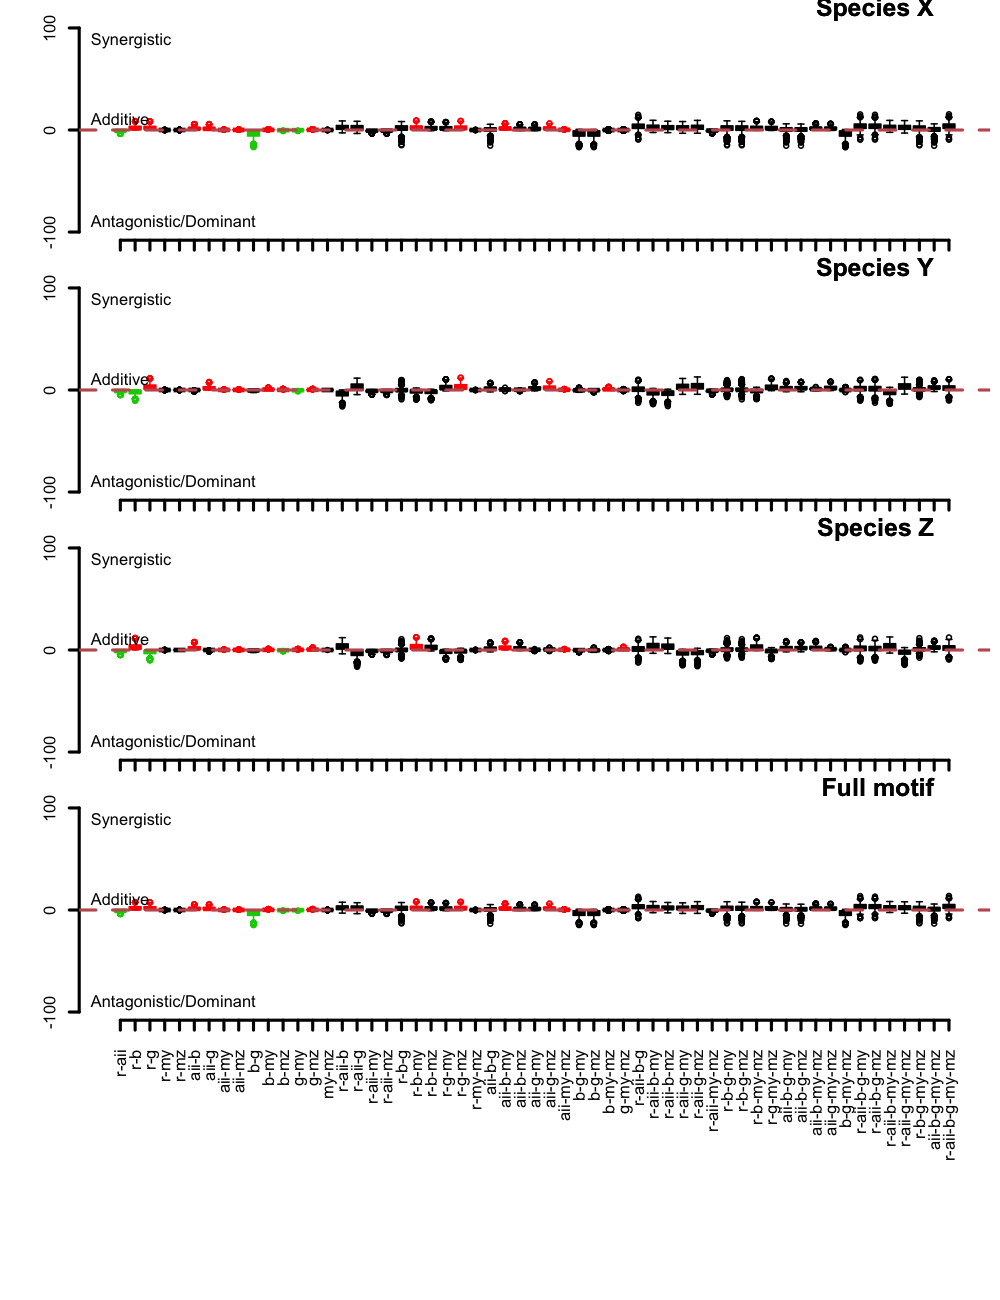 Species X
100
Synergistic
Additive
0
Antagonistic/Dominant
-100
Species Y
100
Synergistic
Additive
0
Antagonistic/Dominant
-100
Species Z
100
Synergistic
Additive
0
Antagonistic/Dominant
-100
Full motif
100
Synergistic
Additive
0
Antagonistic/Dominant
-100
r-aii
r-b
r-g
r-my
r-mz
aii-b
aii-g
aii-my
aii-mz
b-g
b-my
b-mz
g-my
g-mz
my-mz
r-aii-b
r-aii-g
r-aii-my
r-aii-mz
r-b-g
r-b-my
r-b-mz
r-g-my
r-g-mz
r-my-mz
aii-b-g
aii-b-my
aii-b-mz
aii-g-my
aii-g-mz
aii-my-mz
b-g-my
b-g-mz
b-my-mz
g-my-mz
r-aii-b-g
r-aii-b-my
r-aii-b-mz
r-aii-g-my
r-aii-g-mz
r-aii-my-mz
r-b-g-my
r-b-g-mz
r-b-my-mz
r-g-my-mz
aii-b-g-my
aii-b-g-mz
aii-b-my-mz
aii-g-my-mz
b-g-my-mz
r-aii-b-g-my
r-aii-b-g-mz
r-aii-b-my-mz
r-aii-g-my-mz
r-b-g-my-mz
aii-b-g-my-mz
r-aii-b-g-my-mz